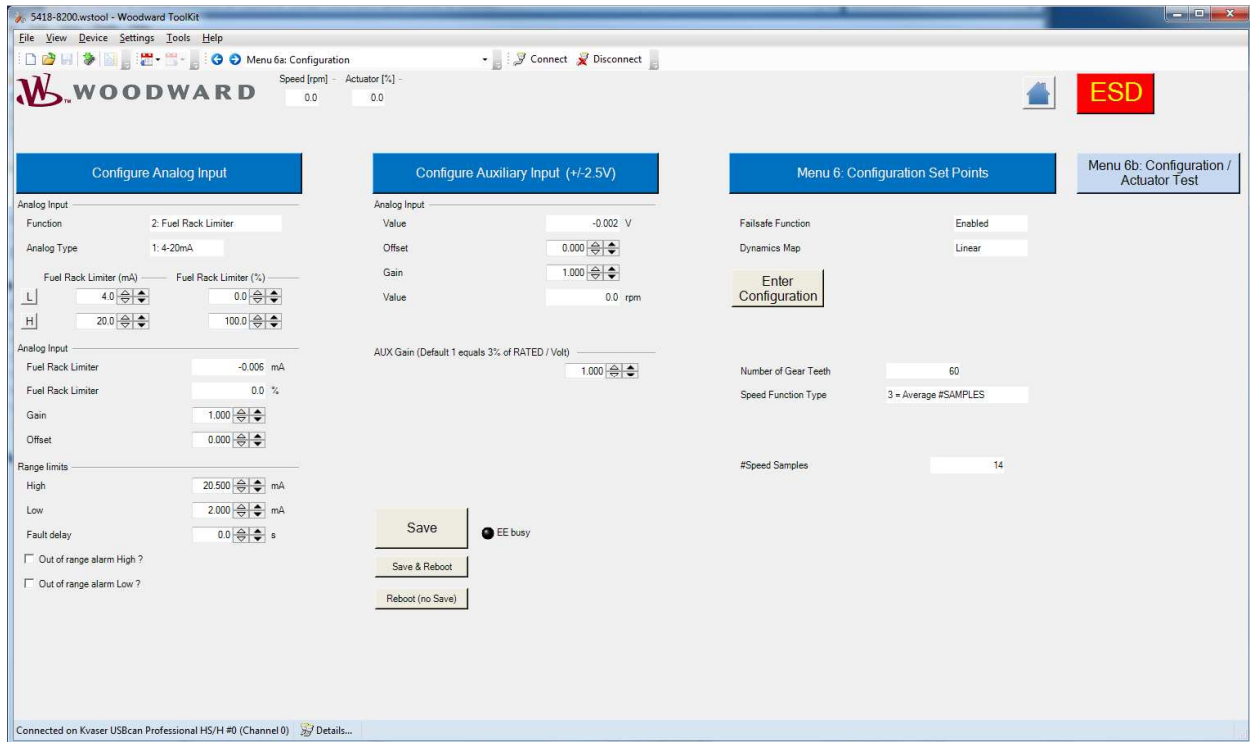 5418-8200.wstool - Woodward ToolKit
File View Device Settings Tools Help
Menu 6a: Configuration
Connect
Disconnect
WOODWARD
TM
Speed [rpm] - Actuator [%] -
0.0 0.0
ESD
Configure Analog Input
Analog Input
Function 2: Fuel Rack Limiter
Analog Type 1: 4-20mA
Fuel Rack Limiter (mA) Fuel Rack Limiter (%)
L 4.0 0.0
H 20.0 100.0
Analog Input
Fuel Rack Limiter -0.006 mA
Fuel Rack Limiter 0.0 %
Gain 1.000
Offset 0.000
Range limits
High 20.500 mA
Low 2.000 mA
Fault delay 0.0 s
Out of range alarm High ?
Out of range alarm Low ?
Configure Auxiliary Input (+/-2.5V)
Analog Input
Value -0.002 V
Offset 0.000
Gain 1.000
Value 0.0 rpm
AUX Gain (Default 1 equals 3% of RATED / Volt)
1.000
Save
EE busy
Save & Reboot
Reboot (no Save)
Menu 6: Configuration Set Points
Failsafe Function Enabled
Dynamics Map Linear
Enter
Configuration
Number of Gear Teeth 60
Speed Function Type 3 = Average #SAMPLES
#Speed Samples 14
Menu 6b: Configuration /
Actuator Test
Connected on Kvaser USBcan Professional HS/H #0 (Channel 0) Details...